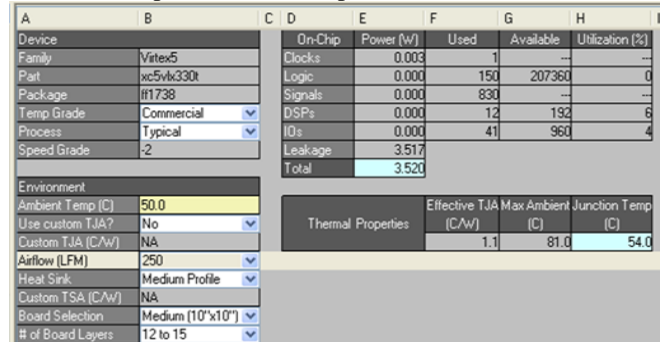 A B C D E F G H
Device On-Chip Power (W) Used Available Utilization (%)
Family Virtex5 Clocks 0.003 1 --- ---
Part xc5vlx330t Logic 0.000 150 207360 0
Package ff1738 Signals 0.000 830 --- ---
Temp Grade Commercial DSPs 0.000 12 192 6
Process Typical IOs 0.000 41 960 4
Speed Grade -2 Leakage 3.517
Total 3.520
Environment
Ambient Temp (C) 50.0 Effective TJA Max Ambient Junction Temp
Use custom TJA? No Thermal Properties (C/W) (C) (C)
Custom TJA (C/W) NA 1.1 81.0 54.0
Airflow (LFM) 250
Heat Sink Medium Profile
Custom TSA (C/W) NA
Board Selection Medium (10"x10")
# of Board Layers 12 to 15